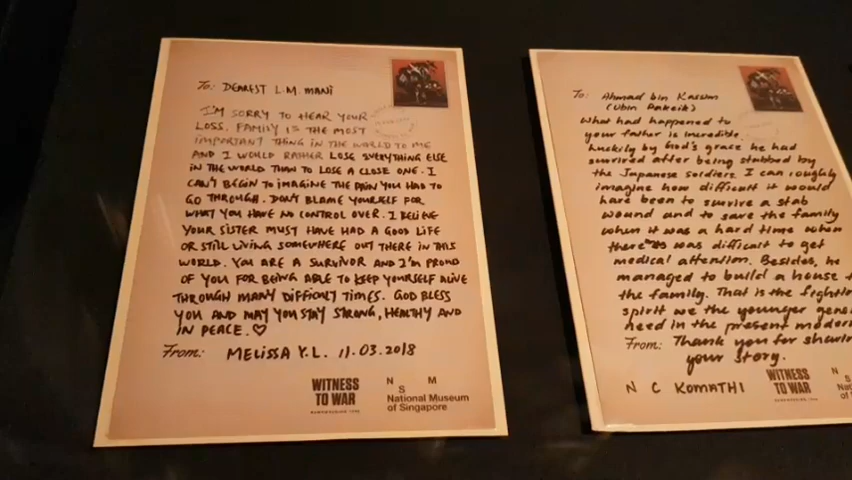 To: DEAREST L.M. MANI
I'M SORRY TO HEAR YOUR
LOSS. FAMILY IS THE MOST
IMPORTANT THING IN THE WORLD TO ME
AND I WOULD RATHER LOSE EVERYTHING ELSE
IN THE WORLD THAN TO LOSE A CLOSE ONE. I
CAN'T BEGIN TO IMAGINE THE PAIN YOU HAD TO
GO THROUGH. DON'T BLAME YOURSELF FOR
WHAT YOU HAVE NO CONTROL OVER. I BELIEVE
YOUR SISTER MUST HAVE HAD A GOOD LIFE
OR STILL LIVING SOMEWHERE OUT THERE IN THIS
WORLD. YOU ARE A SURVIVOR AND I'M PROUD
OF YOU FOR BEING ABLE TO KEEP YOURSELF ALIVE
THROUGH MANY DIFFICULT TIMES. GOD BLESS
YOU AND MAY YOU STAY STRONG, HEALTHY AND
IN PEACE. ♡
From: MELISSA Y.L. 11.03.2018
WITNESS
TO WAR
N S M
National Museum
of Singapore
To: Ahmad bin Kassim
(Ubin Pakeih)
What had happened to
your father is incredible.
Luckily by God's grace he had
survived after being stabbed by
the Japanese soldiers. I can roughly
imagine how difficult it would
have been to survive a stab
wound and to save the family
when it was a hard time when
there was difficult to get
medical attention. Besides, he
managed to build a house
the family. That is the
spirit we the younger
need in the present
From: Thank you for
your story.
N C KOMATHI
WITNESS
TO WAR
N
S